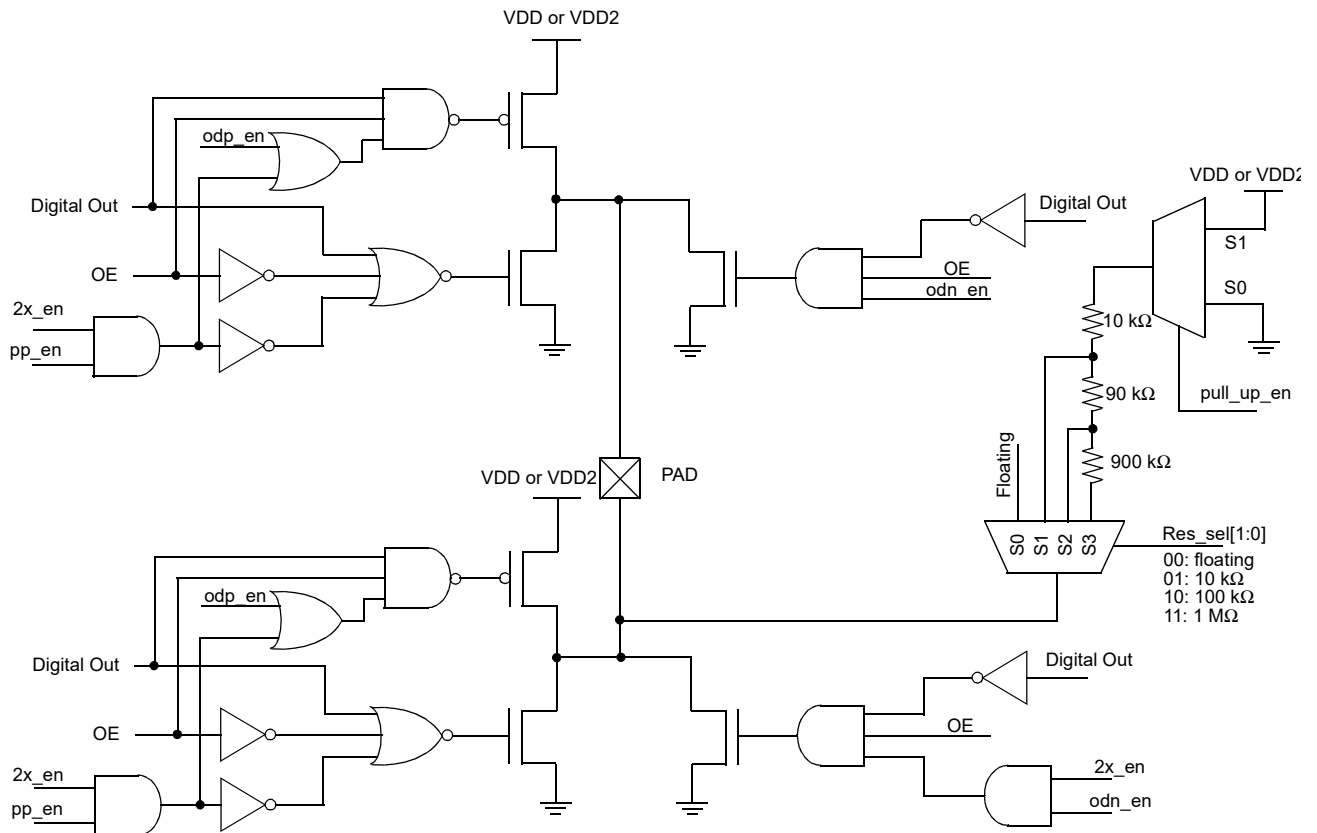 VDD or VDD2
odp_en
Digital Out
OE
2x_en
pp_en
Digital Out
OE
odn_en
VDD or VDD2
S1
S0
10 kΩ
90 kΩ
pull_up_en
900 kΩ
Floating
VDD or VDD2
PAD
S0
S1
S2
S3
Res_sel[1:0]
00: floating
01: 10 kΩ
10: 100 kΩ
11: 1 MΩ
odp_en
Digital Out
OE
2x_en
pp_en
Digital Out
OE
2x_en
odn_en